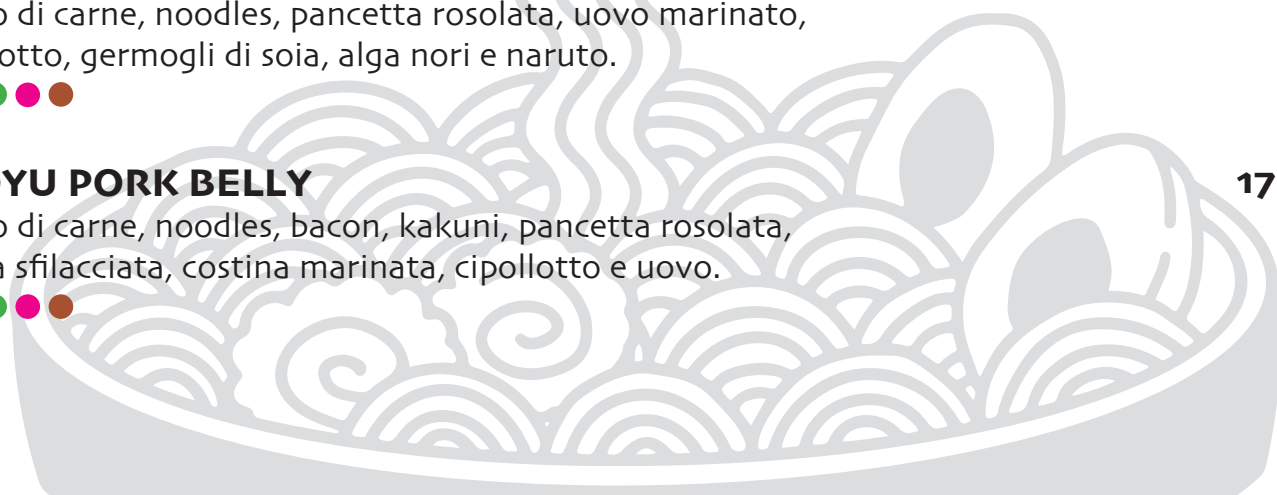 di carne, noodles, pancetta rosolata, uovo marinato,
otto, germogli di soia, alga nori e naruto.
YU PORK BELLY 17
di carne, noodles, bacon, kakuni, pancetta rosolata,
sfilacciata, costina marinata, cipollotto e uovo.